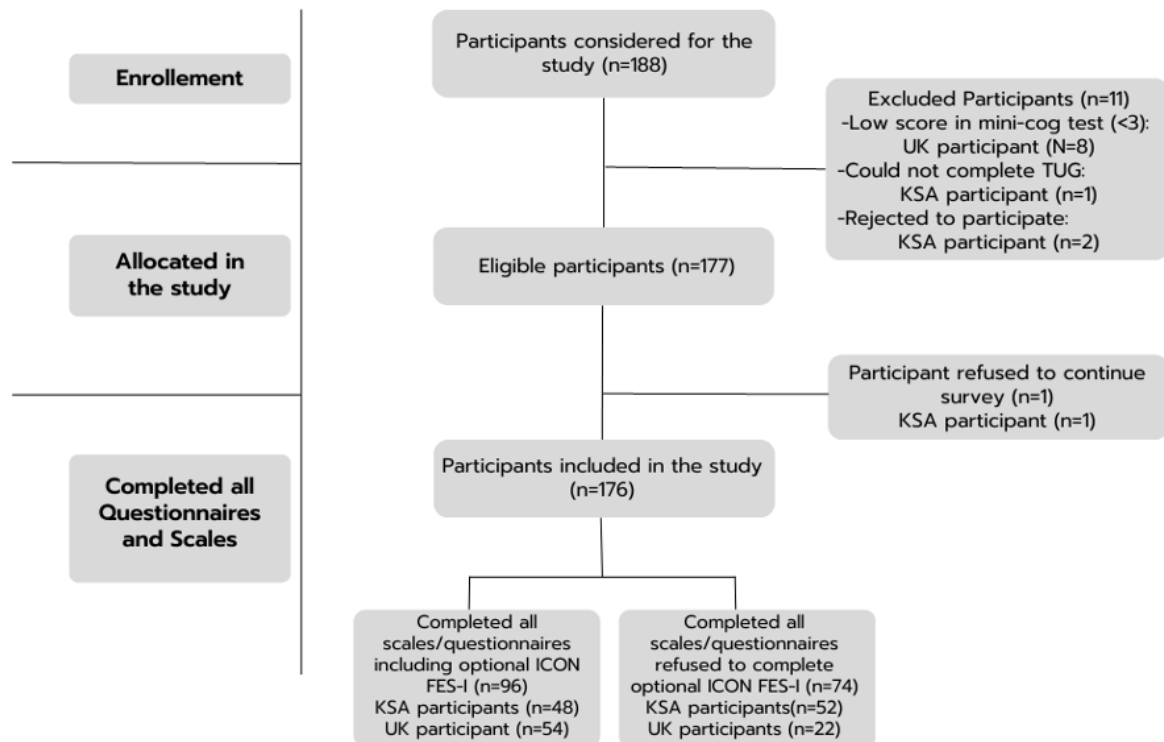 Enrollement
Participants considered for the
study (n=188)
Excluded Participants (n=11)
-Low score in mini-cog test (<3):
UK participant (N=8)
-Could not complete TUG:
KSA participant (n=1)
-Rejected to participate:
KSA participant (n=2)
Allocated in
the study
Eligible participants (n=177)
Participant refused to continue
survey (n=1)
KSA participant (n=1)
Completed all
Questionnaires
and Scales
Participants included in the study
(n=176)
Completed all
scales/questionnaires
including optional ICON
FES-I (n=96)
KSA participants (n=48)
UK participant (n=54)
Completed all
scales/questionnaires
refused to complete
optional ICON FES-I (n=74)
KSA participants(n=52)
UK participants (n=22)